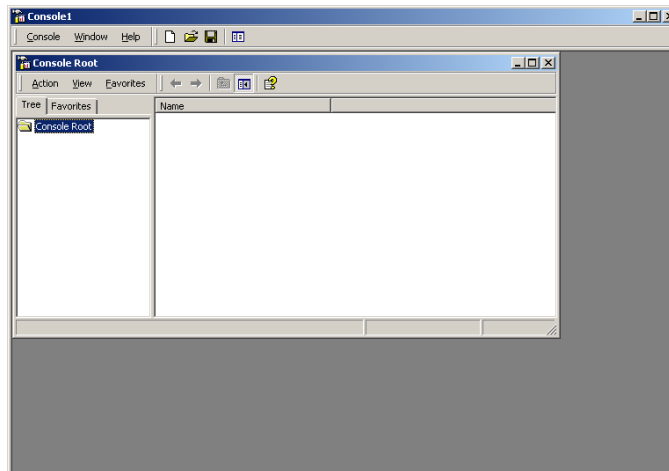 Console1
Console Window Help
Console Root
Action View Favorites
Tree Favorites Name
Console Root